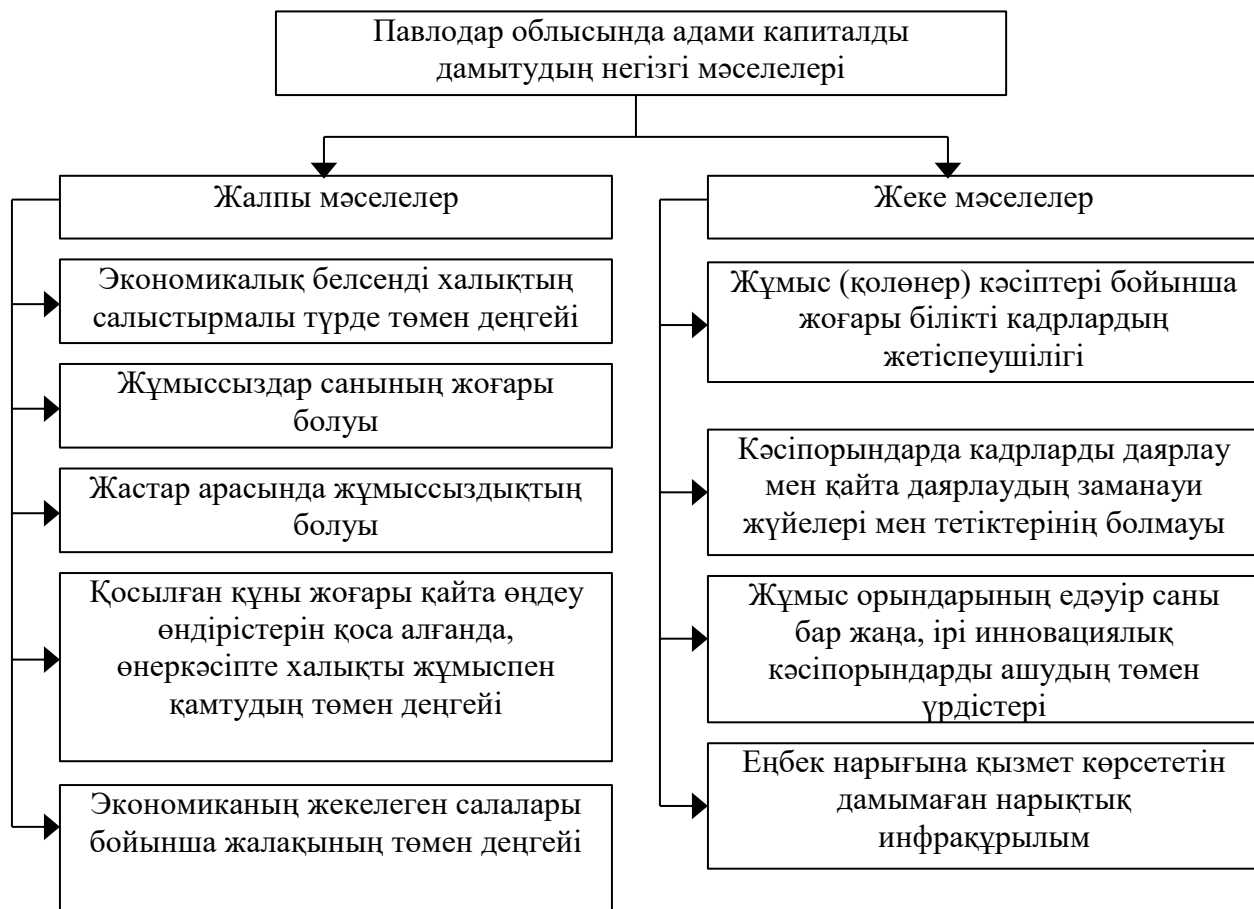 Павлодар облысында адами капиталды
дамытудың негізгі мәселелері
Жалпы мәселелер
Экономикалық белсенді халықтың
салыстырмалы түрде төмен деңгейі
Жұмыссыздар санының жоғары
болуы
Жастар арасында жұмыссыздықтың
болуы
Қосылған құны жоғары қайта өңдеу
өндірістерін қоса алғанда,
өнеркәсіпте халықты жұмыспен
қамтудың төмен деңгейі
Экономиканың жекелеген салалары
бойынша жалақының төмен деңгейі
Жеке мәселелер
Жұмыс (қолөнер) кәсіптері бойынша
жоғары білікті кадрлардың
жетіспеушілігі
Кәсіпорындарда кадрларды даярлау
мен қайта даярлаудың заманауи
жүйелері мен тетіктерінің болмауы
Жұмыс орындарының едәуір саны
бар жаңа, ірі инновациялық
кәсіпорындарды ашудың төмен
үрдістері
Еңбек нарығына қызмет көрсететін
дамымаған нарықтық
инфрақұрылым